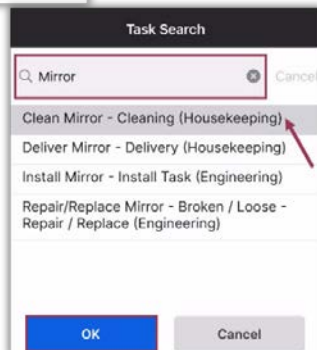 Task Search
Mirror
Cancel
Clean Mirror - Cleaning (Housekeeping)
Deliver Mirror - Delivery (Housekeeping)
Install Mirror - Install Task (Engineering)
Repair/Replace Mirror - Broken / Loose -
Repair / Replace (Engineering)
OK
Cancel